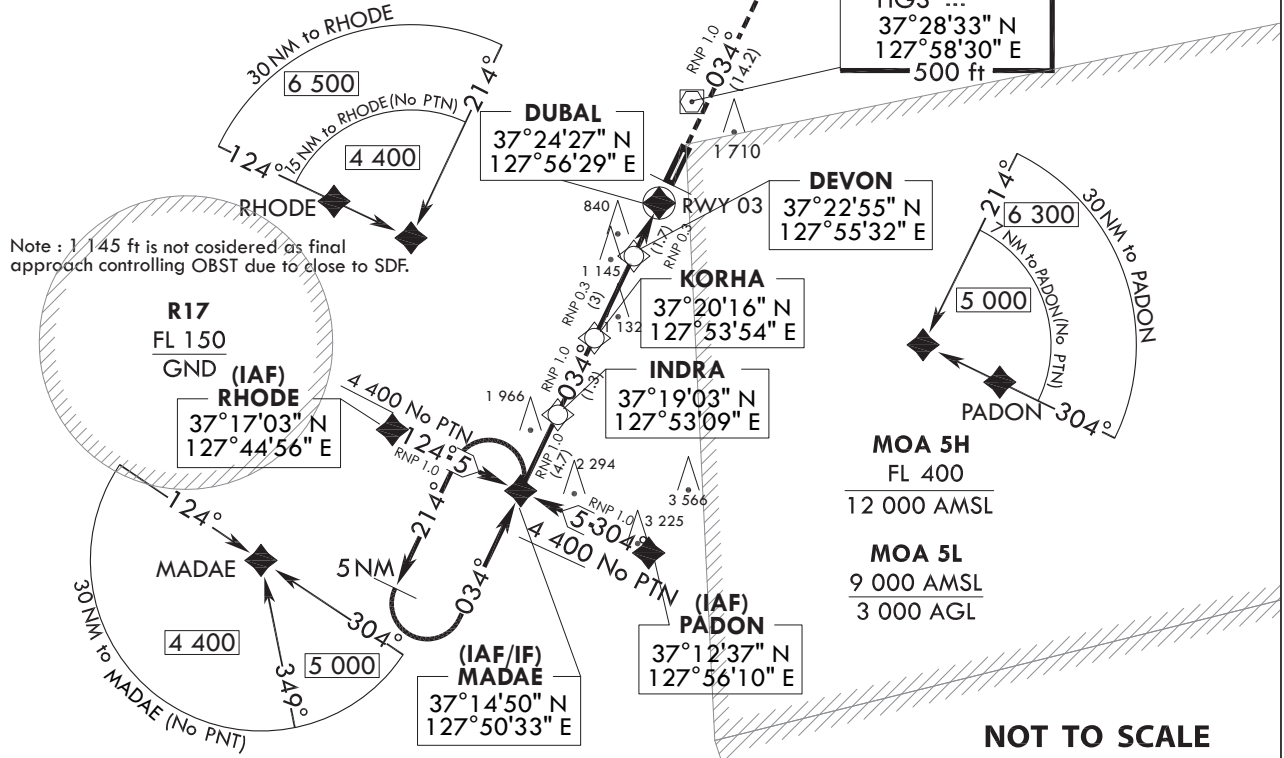 30 NM to RHODE
6 500
15 NM to RHODE (No PTN)
4 400
124°
214°
RHODE
Note : 1 145 ft is not cosidered as final
approach controlling OBST due to close to SDF.
R17
FL 150
GND
(IAF)
RHODE
37°17'03" N
127°44'56" E
4 400 No PTN
124°
5
RNP 1.0
DUBAL
37°24'27" N
127°56'29" E
RNP 1.0
034°
(14.2)
37°28'33" N
127°58'30" E
500 ft
1 710
RWY 03
840
DEVON
37°22'55" N
127°55'32" E
(1.7)
RNP 0.3
1 145
RNP 0.3
(3)
1 132
KORHA
37°20'16" N
127°53'54" E
RNP 1.0
034°
(1.3)
INDRA
37°19'03" N
127°53'09" E
1 966
RNP 1.0
(4.7)
2 294
3 566
RNP 1.0
3 225
5
304°
4 400 No PTN
(IAF)
PADON
37°12'37" N
127°56'10" E
214°
034°
5 NM
(IAF/IF)
MADAE
37°14'50" N
127°50'33" E
124°
MADAE
304°
349°
4 400
5 000
30 NM to MADAE (No PNT)
214°
6 300
30 NM to PADON
7 NM to PADON (No PTN)
5 000
PADON
304°
MOA 5H
FL 400
12 000 AMSL
MOA 5L
9 000 AMSL
3 000 AGL
NOT TO SCALE